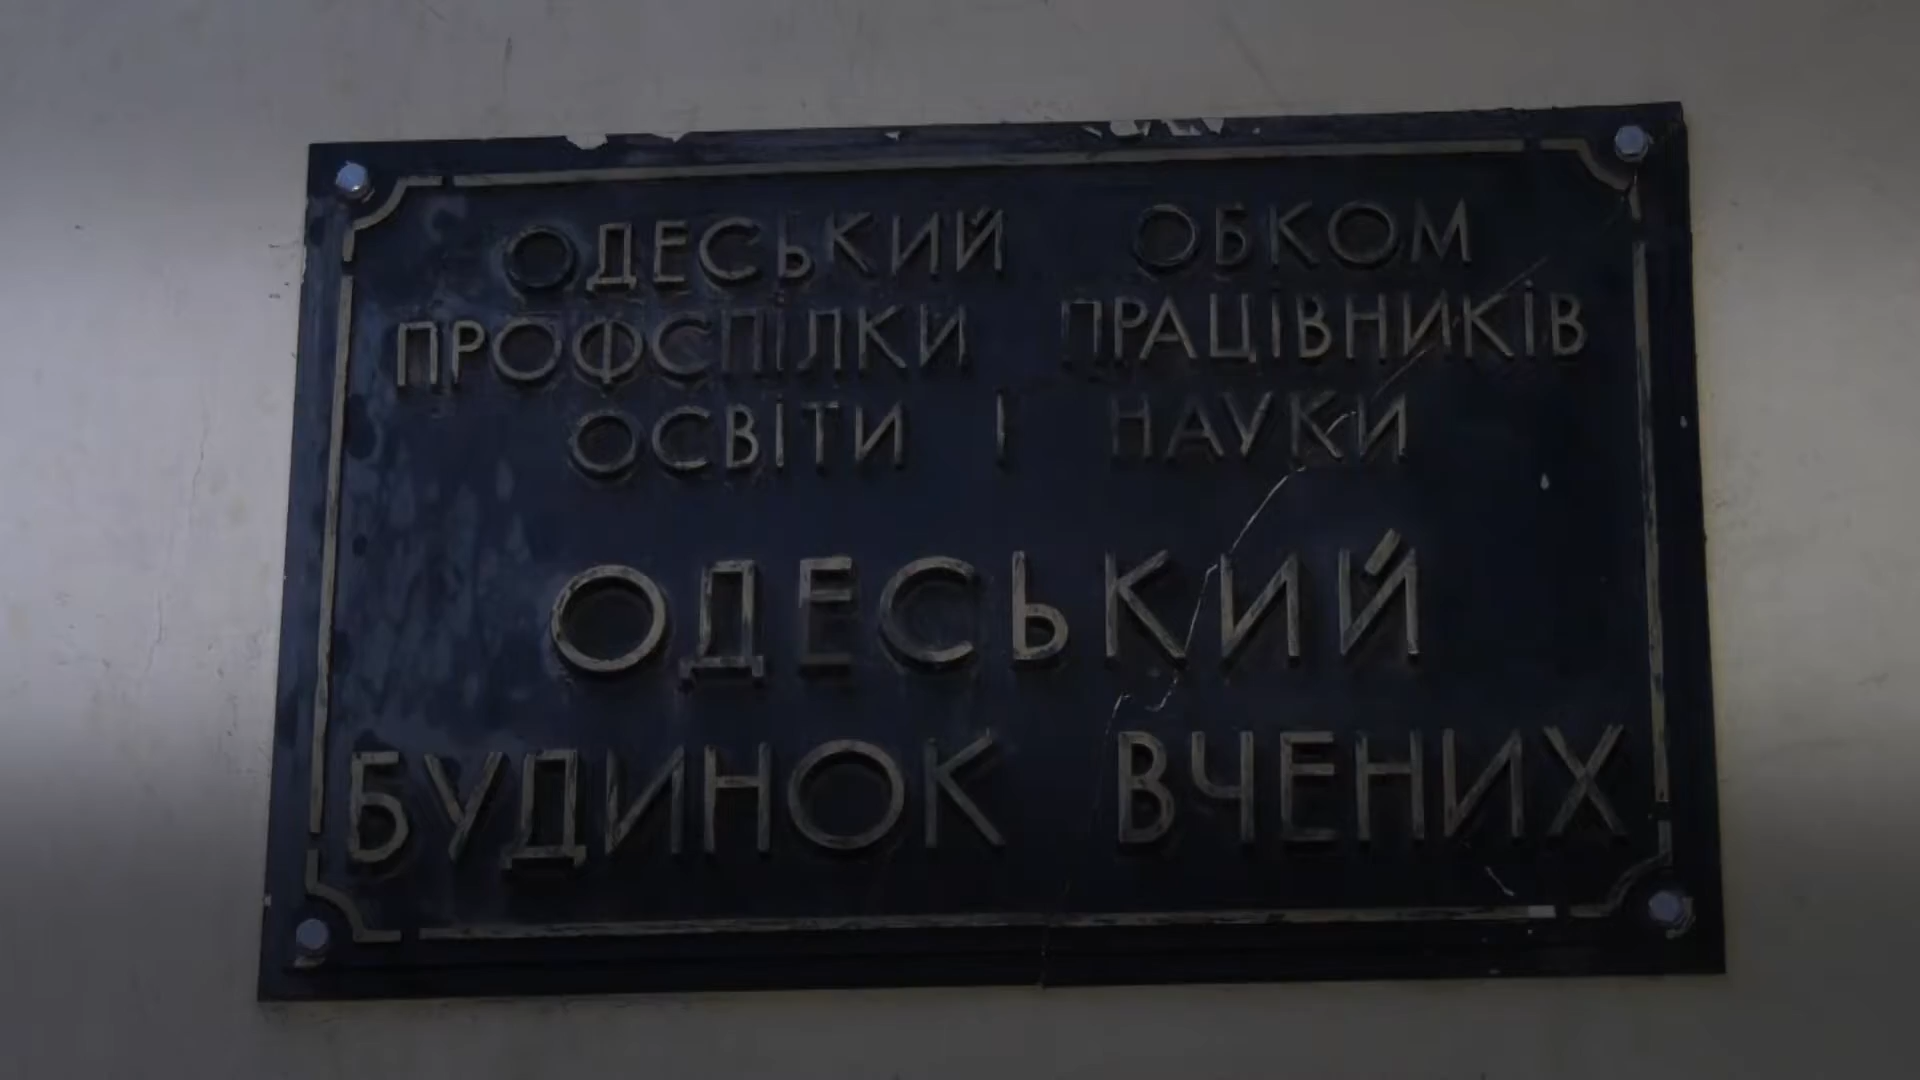 ОДЕСЬКИЙ ОБКОМ
ПРОФСПІЛКИ ПРАЦІВНИКІВ
ОСВІТИ І НАУКИ
ОДЕСЬКИЙ
БУДИНОК ВЧЕНИХ